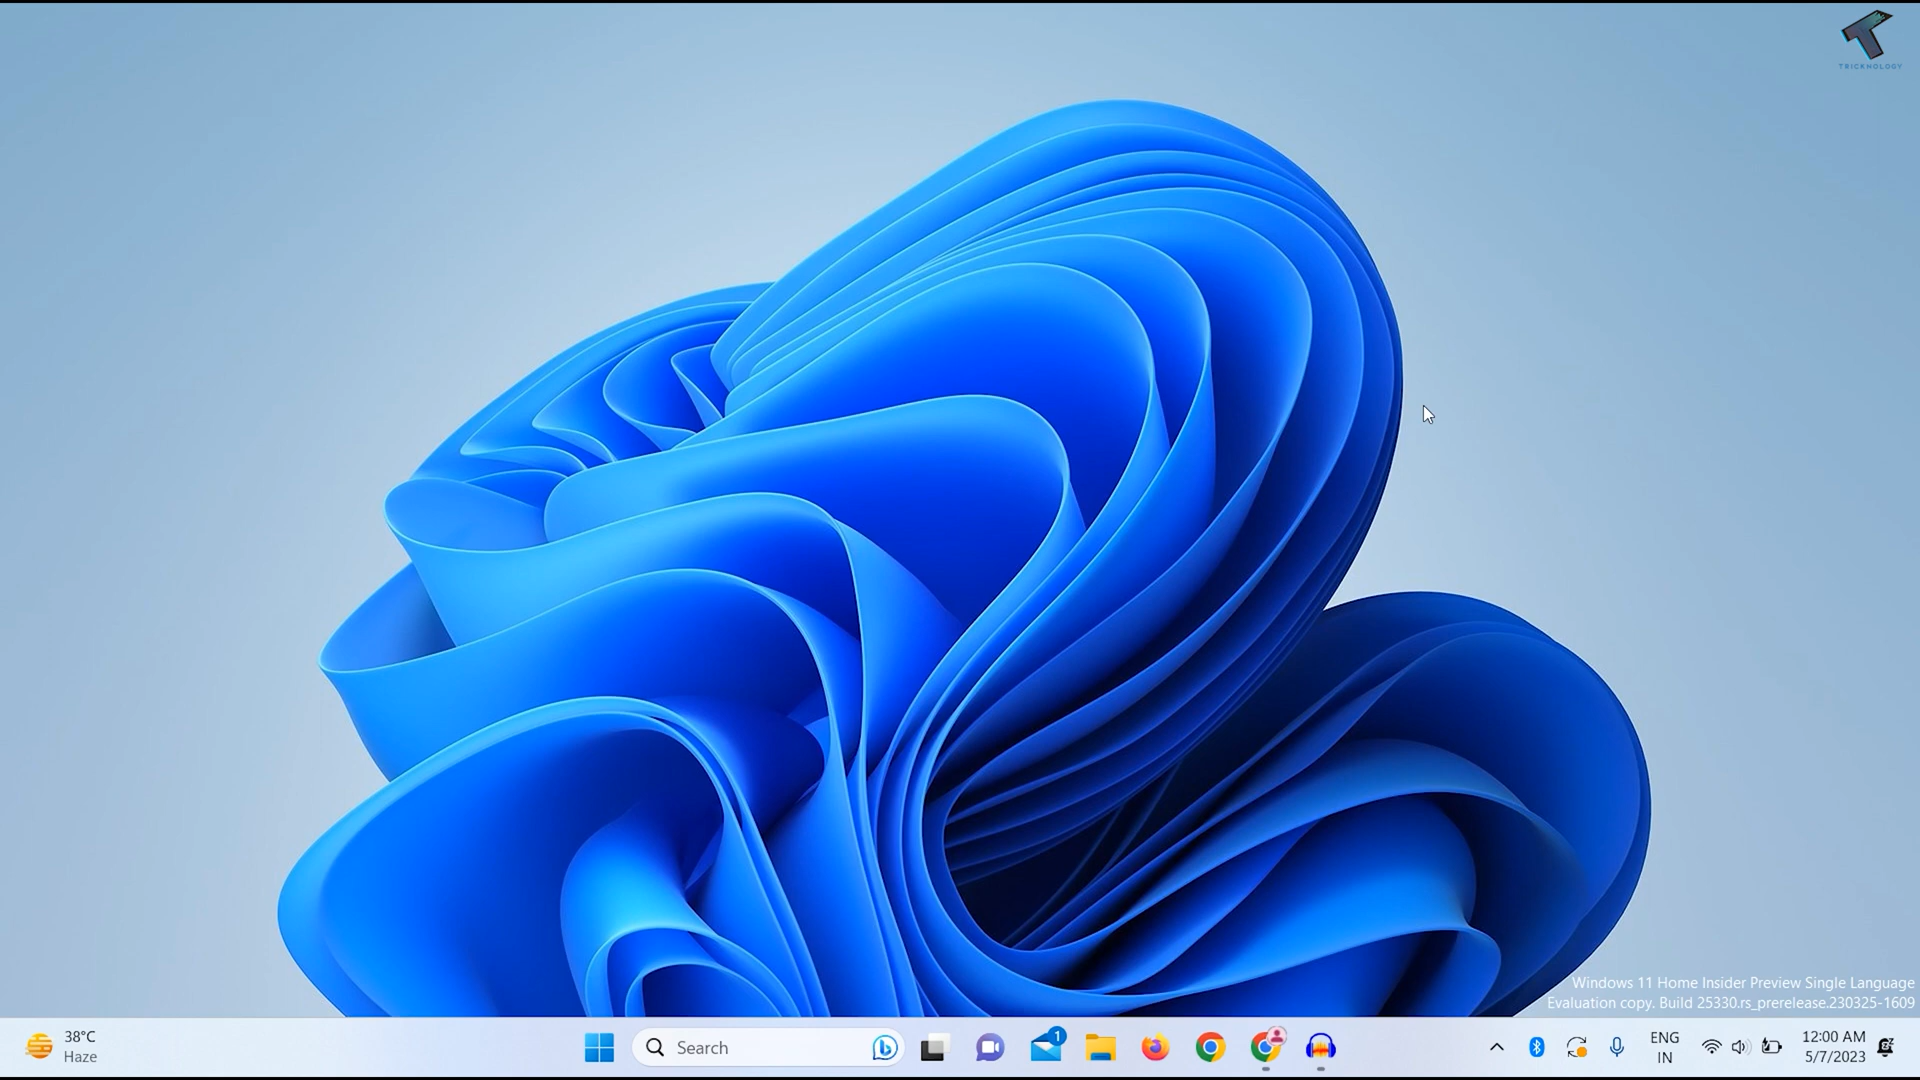 TRICKNOLOGY
Windows 11 Home Insider Preview Single Language
Evaluation copy. Build 25330.rs_prerelease.230325-1609
38°C
Haze
Search
1
ENG
IN
12:00 AM
5/7/2023